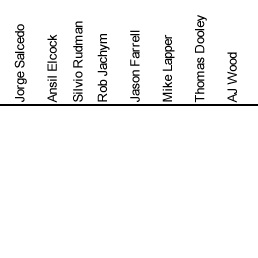 Jorge Salcedo
Ansil Elcock
Silvio Rudman
Rob Jachym
Jason Farrell
Mike Lapper
Thomas Dooley
AJ Wood